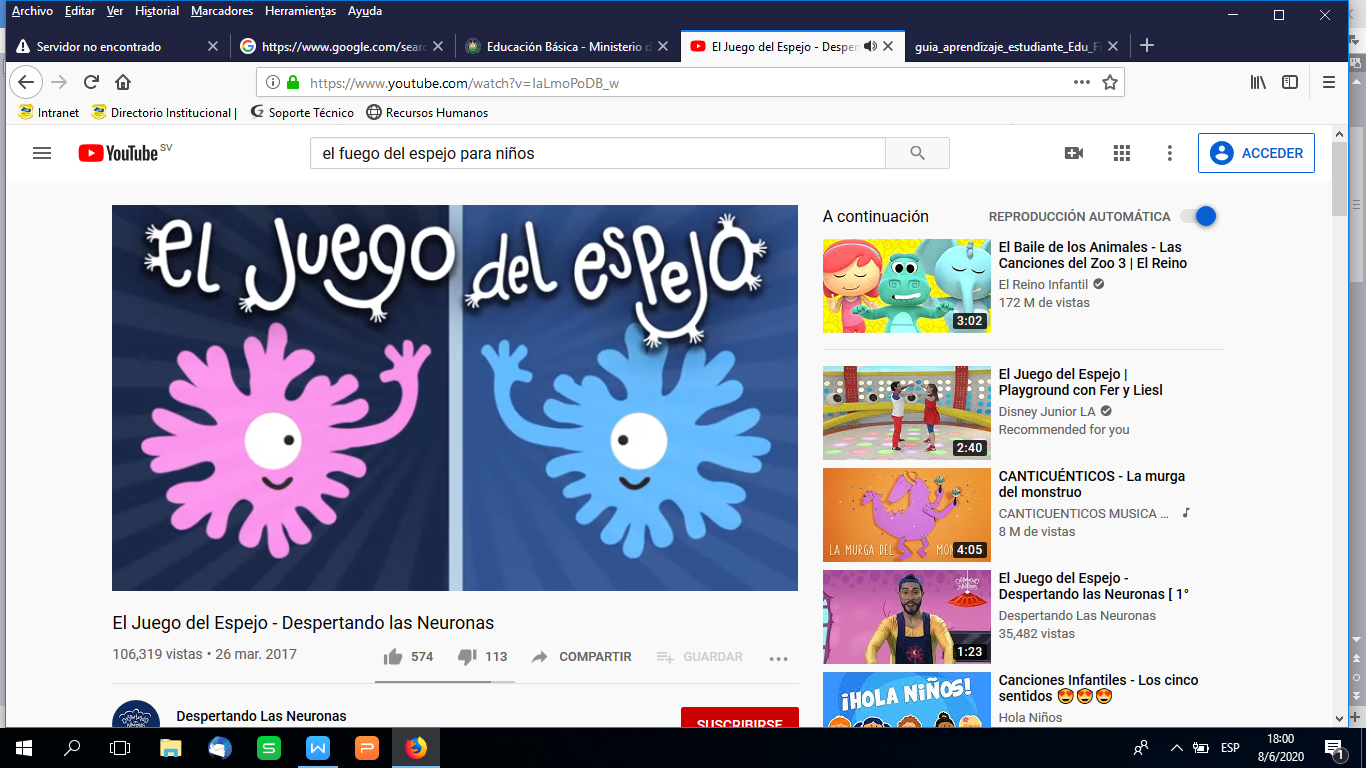 Archivo Editar Ver Historial Marcadores Herramientas Ayuda
Servidor no encontrado
https://www.google.com/sear
Educación Básica - Ministerio d
El Juego del Espejo - Desper
guia_aprendizaje_estudiante_Edu_F
https://www.youtube.com/watch?v=IaLmoPoDB_w
Intranet
Directorio Institucional |
Soporte Técnico
Recursos Humanos
YouTube SV
el fuego del espejo para niños
ACCEDER
el Juego del espejo
A continuación
REPRODUCCIÓN AUTOMÁTICA
3:02
El Baile de los Animales - Las
Canciones del Zoo 3 | El Reino
El Reino Infantil
172 M de vistas
2:40
El Juego del Espejo |
Playground con Fer y Liesl
Disney Junior LA
Recommended for you
LA MURGA DEL MON
4:05
CANTICUÉNTICOS - La murga
del monstruo
CANTICUENTICOS MUSICA ...
8 M de vistas
1:23
El Juego del Espejo -
Despertando las Neuronas [ 1°
Despertando Las Neuronas
35,482 vistas
¡HOLA NIÑOS!
Canciones Infantiles - Los cinco
sentidos 😍😍😍
Hola Niños
El Juego del Espejo - Despertando las Neuronas
106,319 vistas • 26 mar. 2017
574
113
COMPARTIR
GUARDAR
Despertando Las Neuronas
SUSCRIBIRSE
S
W
P
ESP
18:00
8/6/2020
1